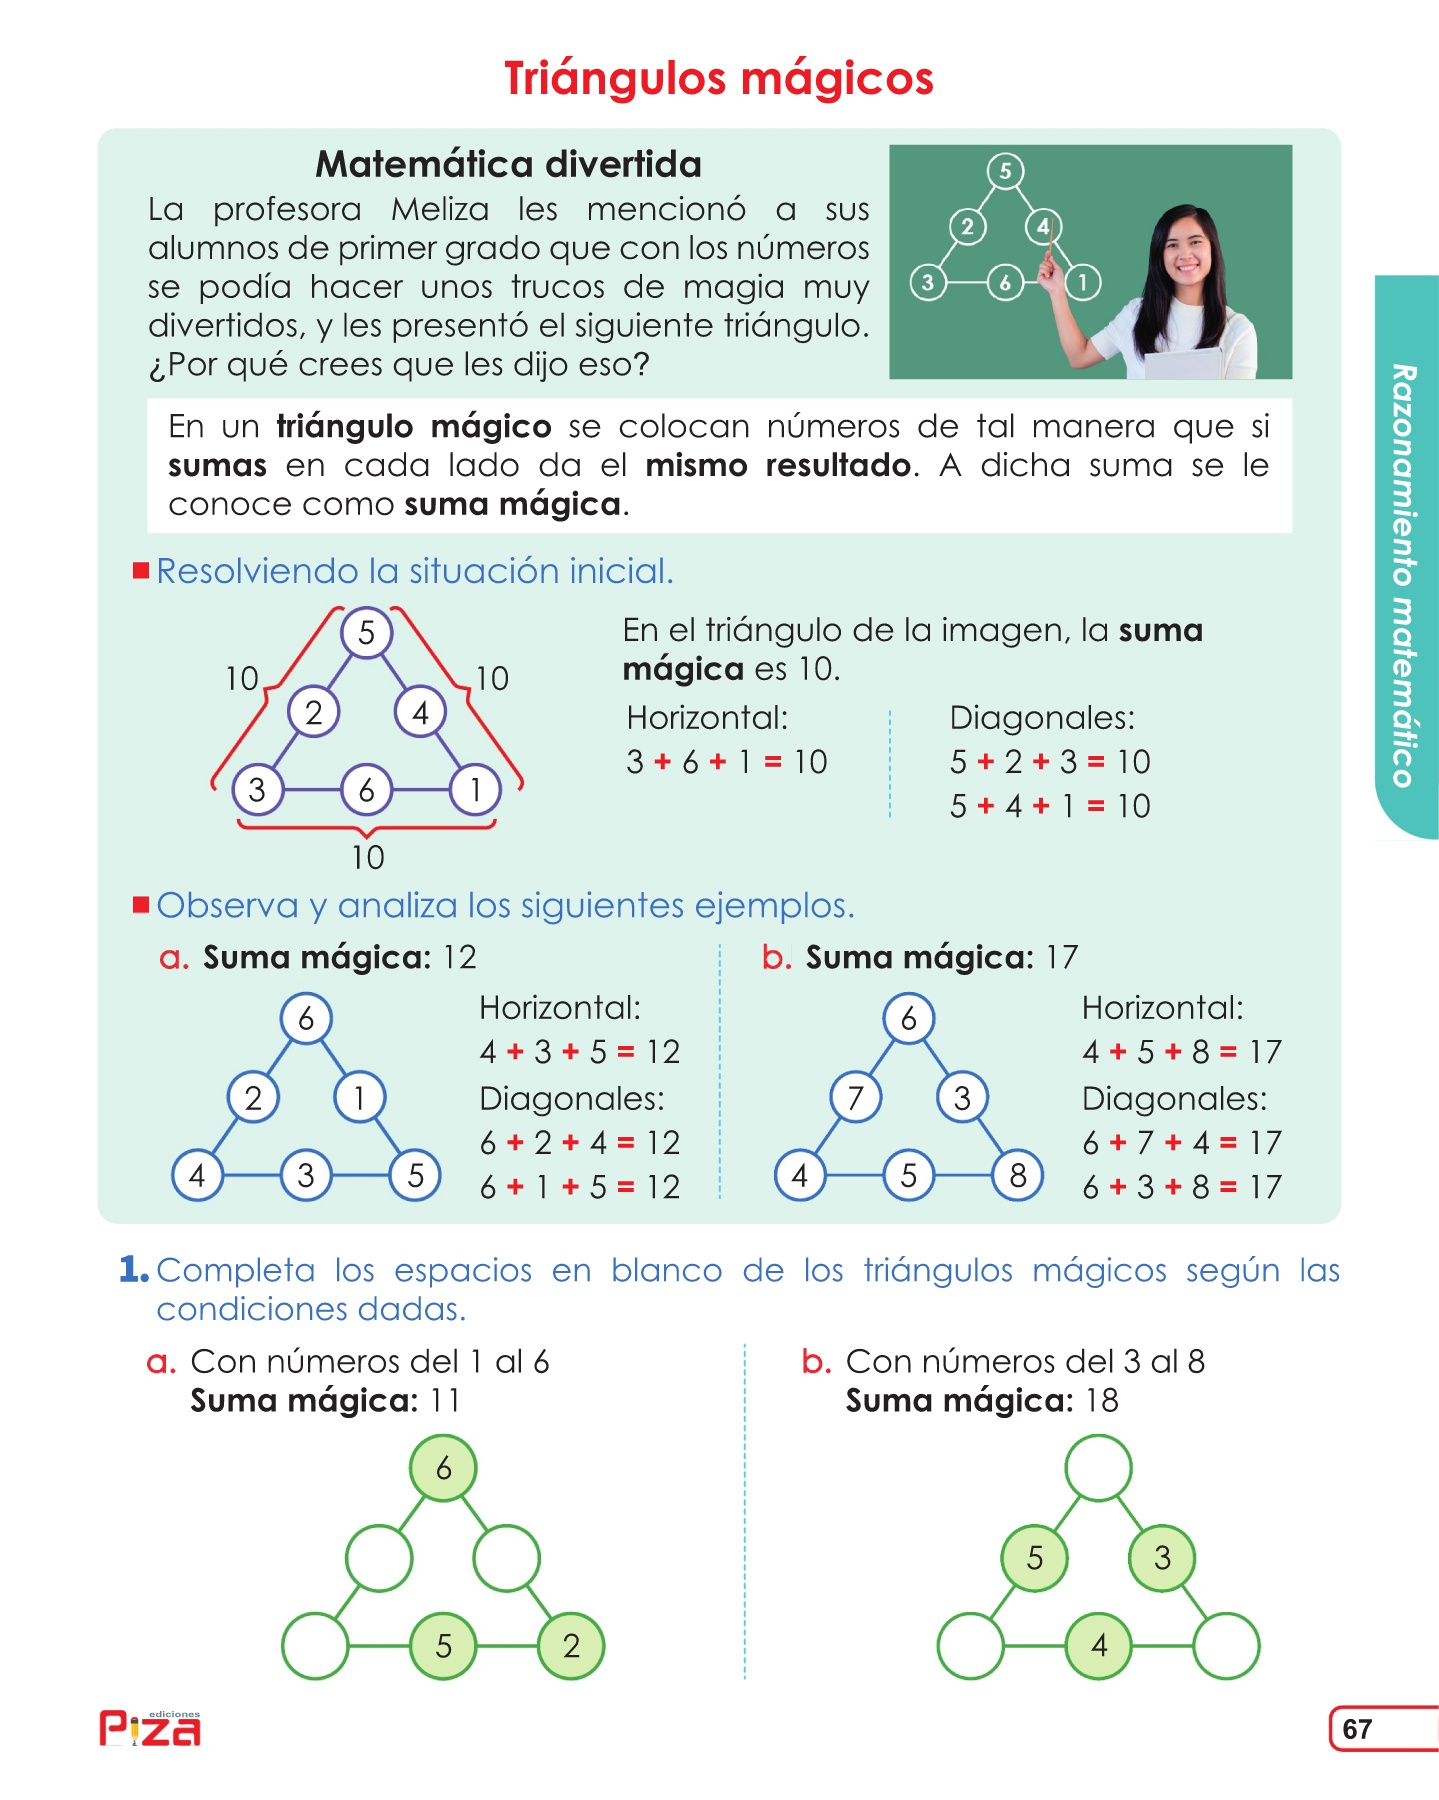 Triángulos mágicos
Matemática divertida
La profesora Meliza les mencionó a sus
alumnos de primer grado que con los números
se podía hacer unos trucos de magia muy
divertidos, y les presentó el siguiente triángulo.
¿Por qué crees que les dijo eso?
5
2 4
3 6 1
En un triángulo mágico se colocan números de tal manera que si
sumas en cada lado da el mismo resultado. A dicha suma se le
conoce como suma mágica.
Resolviendo la situación inicial.
5
10 10
2 4
3 6 1
10
En el triángulo de la imagen, la suma
mágica es 10.
Horizontal:
3 + 6 + 1 = 10
Diagonales:
5 + 2 + 3 = 10
5 + 4 + 1 = 10
Observa y analiza los siguientes ejemplos.
a. Suma mágica: 12
6
2 1
4 3 5
Horizontal:
4 + 3 + 5 = 12
Diagonales:
6 + 2 + 4 = 12
6 + 1 + 5 = 12
b. Suma mágica: 17
6
7 3
4 5 8
Horizontal:
4 + 5 + 8 = 17
Diagonales:
6 + 7 + 4 = 17
6 + 3 + 8 = 17
1. Completa los espacios en blanco de los triángulos mágicos según las
condiciones dadas.
a. Con números del 1 al 6
Suma mágica: 11
6
5 2
b. Con números del 3 al 8
Suma mágica: 18
5 3
4
Razonamiento matemático
ediciones
Piza
67